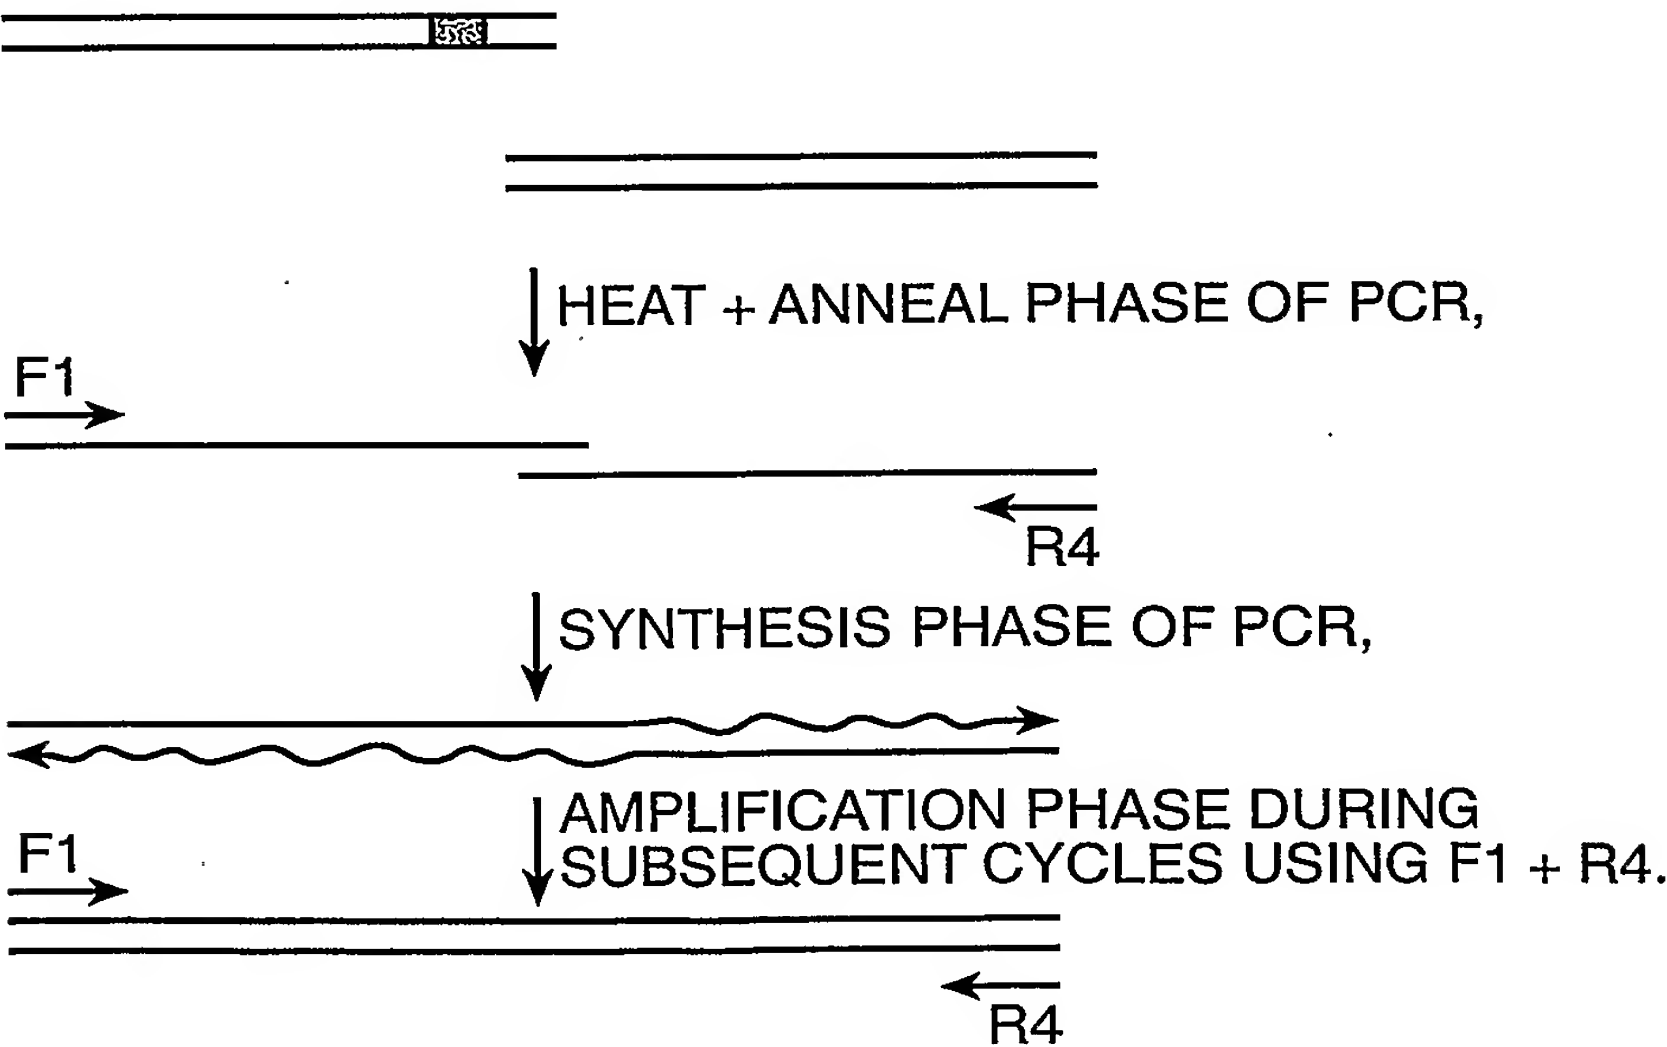 HEAT + ANNEAL PHASE OF PCR,
F1
R4
SYNTHESIS PHASE OF PCR,
AMPLIFICATION PHASE DURING
SUBSEQUENT CYCLES USING F1 + R4.
F1
R4